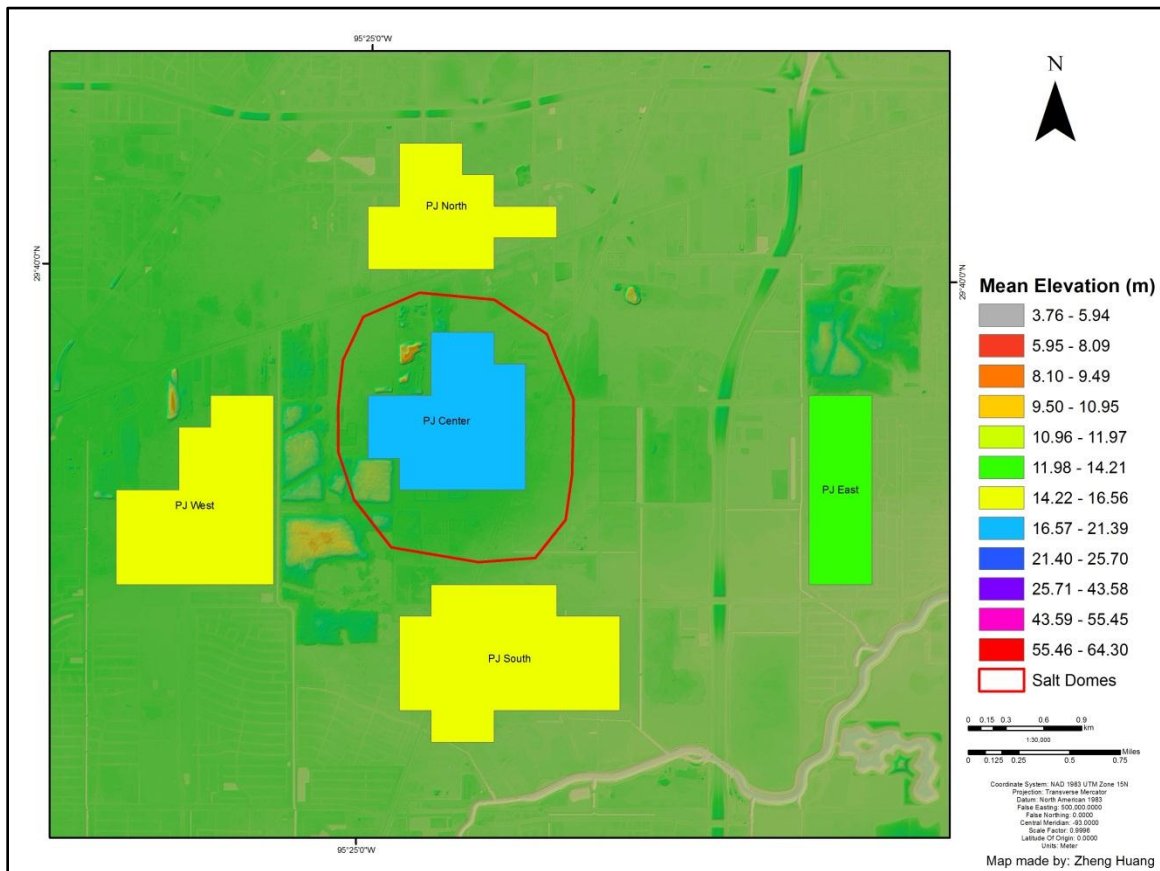 95°25'0"W
N
PJ North
29°40'0"N
29°40'0"N
PJ Center
PJ West
PJ East
PJ South
95°25'0"W
Mean Elevation (m)
3.76 - 5.94
5.95 - 8.09
8.10 - 9.49
9.50 - 10.95
10.96 - 11.97
11.98 - 14.21
14.22 - 16.56
16.57 - 21.39
21.40 - 25.70
25.71 - 43.58
43.59 - 55.45
55.46 - 64.30
Salt Domes
0 0.15 0.3 0.6 0.9
km
1:30,000
Miles
0 0.125 0.25 0.5 0.75
Coordinate System: NAD 1983 UTM Zone 15N
Projection: Transverse Mercator
Datum: North American 1983
False Easting: 500,000.0000
False Northing: 0.0000
Central Meridian: -93.0000
Scale Factor: 0.9996
Latitude Of Origin: 0.0000
Units: Meter
Map made by: Zheng Huang